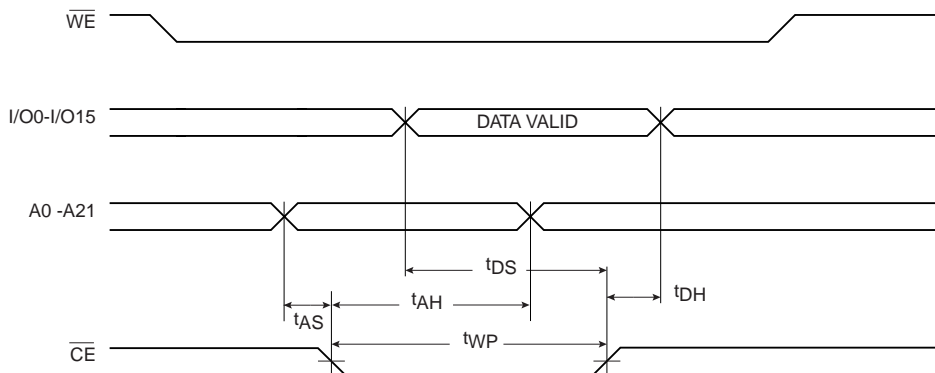 WE
I/O0-I/O15
DATA VALID
A0 -A21
tDS
tDH
tAH
tAS
tWP
CE